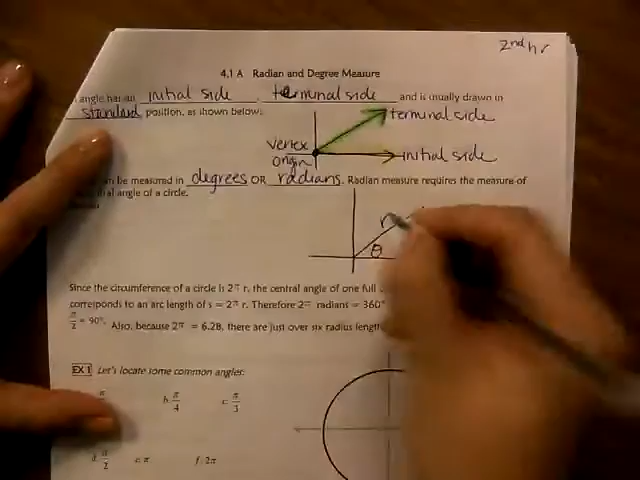 2nd hr
4.1 A Radian and Degree Measure
angle has an initial side, terminal side and is usually drawn in
standard position, as shown below:
terminal side
vertex
origin
initial side
can be measured in degrees OR radians. Radian measure requires the measure of
angle of a circle.
r
θ
Since the circumference of a circle is 2π r, the central angle of one full
corresponds to an arc length of s = 2π r. Therefore 2π radians = 360°
π/2 = 90°. Also, because 2π ≈ 6.28, there are just over six radius length
EX 1 Let's locate some common angles:
b. π/4 c. π/3
d. π/2 e. π f. 2π